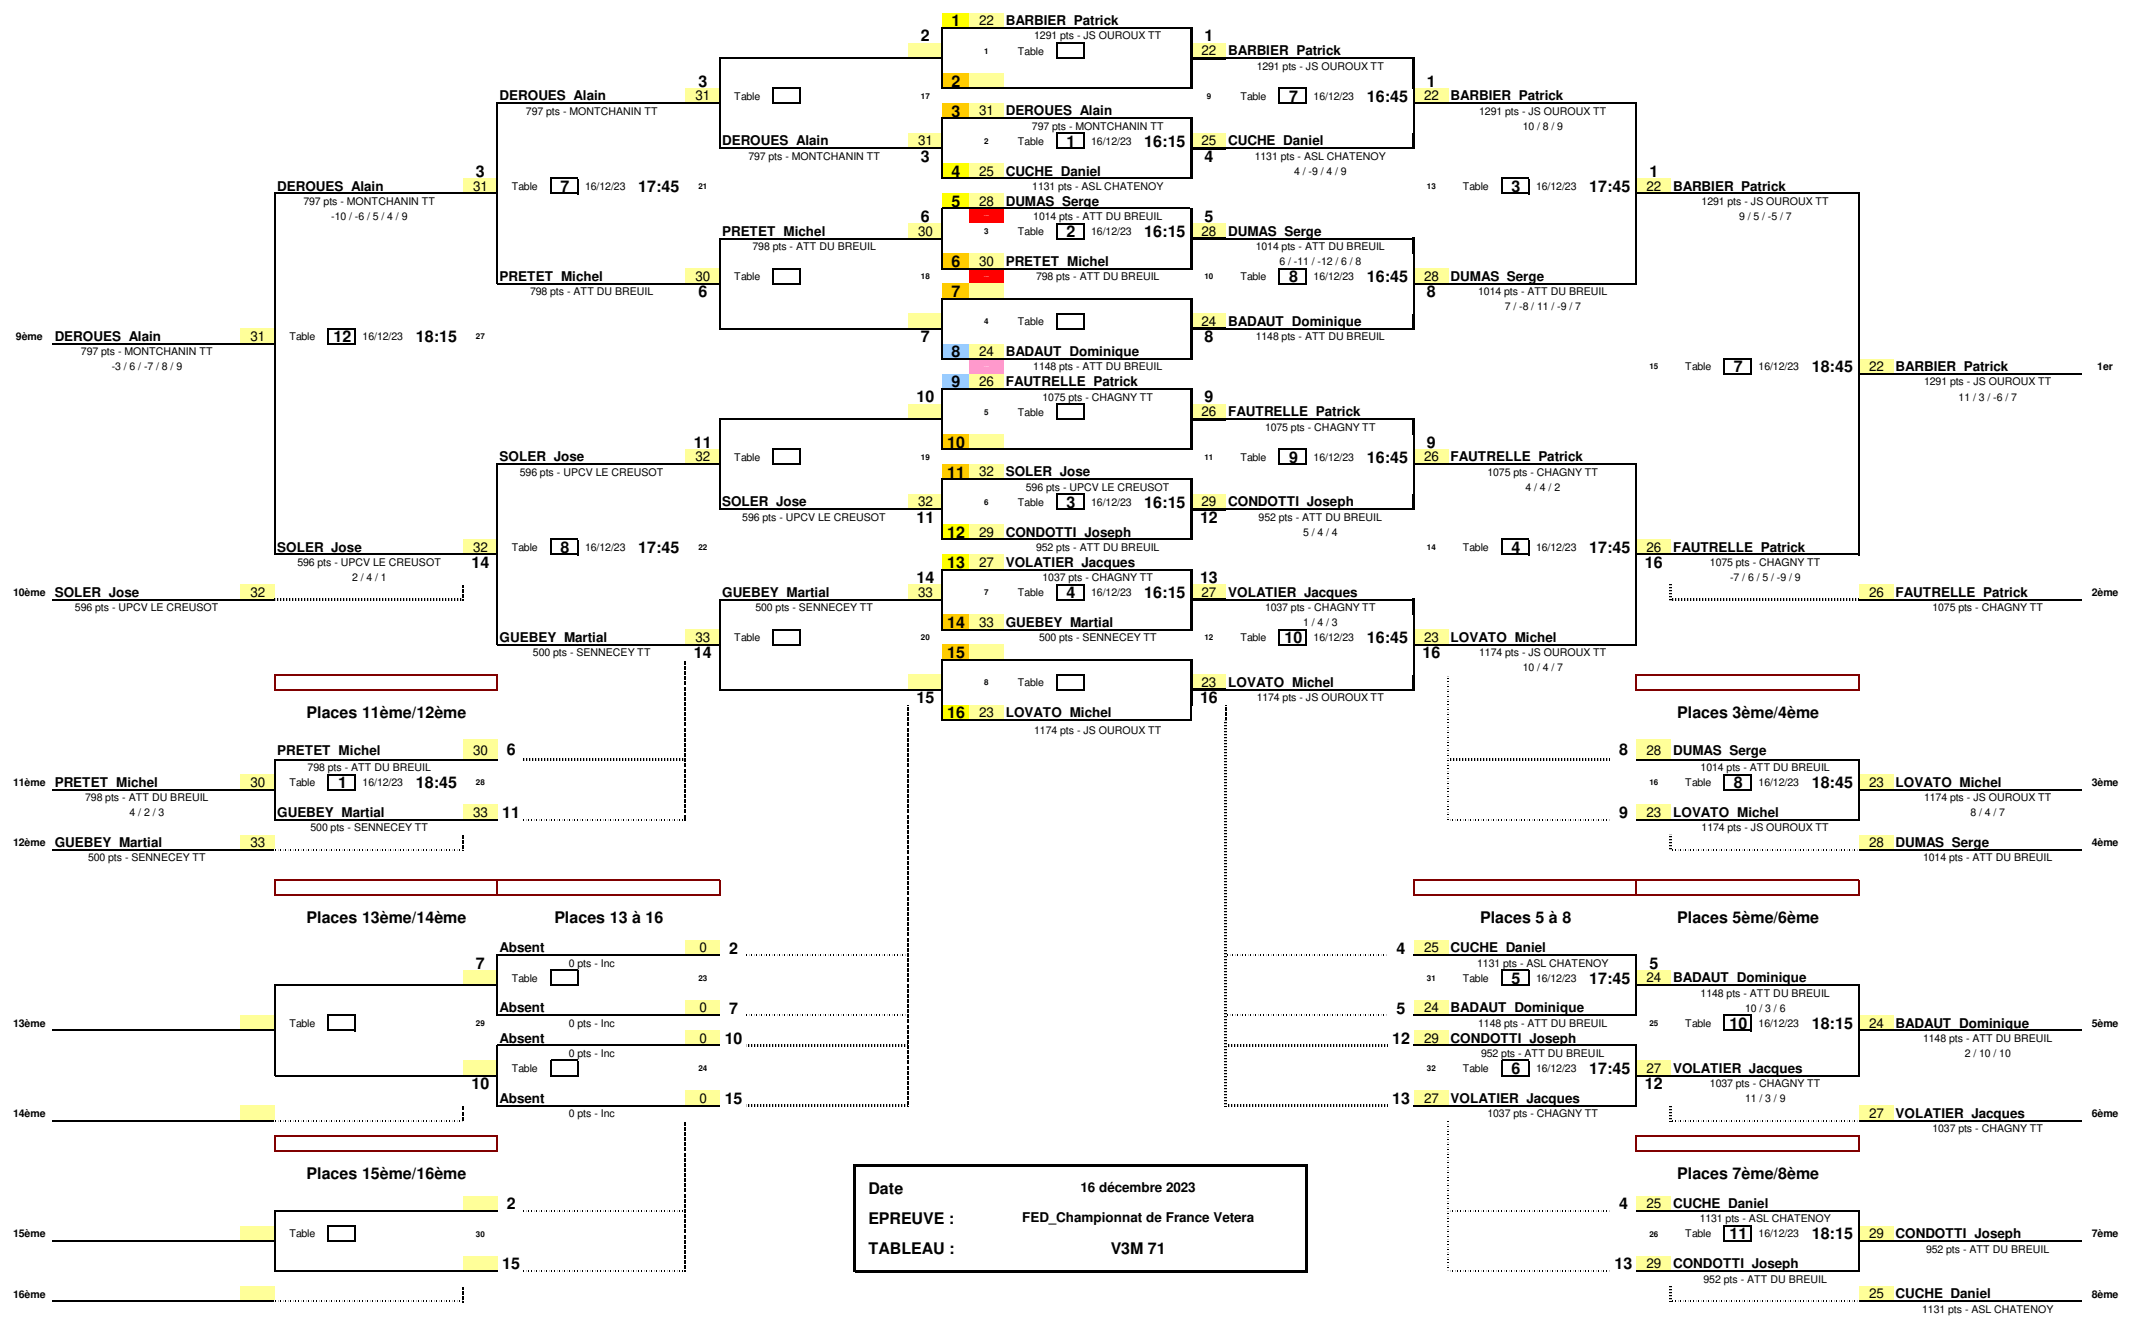 1 22 BARBIER Patrick
1291 pts - JS OUROUX TT
1 Table
2
3 31 DEROUES Alain
797 pts - MONTCHANIN TT
2 Table 1 16/12/23 16:15
4 25 CUCHE Daniel
1131 pts - ASL CHATENOY
5 28 DUMAS Serge
1014 pts - ATT DU BREUIL
3 Table 2 16/12/23 16:15
6 30 PRETET Michel
798 pts - ATT DU BREUIL
7
4 Table
8 24 BADAUT Dominique
1148 pts - ATT DU BREUIL
9 26 FAUTRELLE Patrick
1075 pts - CHAGNY TT
5 Table
10
11 32 SOLER Jose
596 pts - UPCV LE CREUSOT
6 Table 3 16/12/23 16:15
12 29 CONDOTTI Joseph
952 pts - ATT DU BREUIL
13 27 VOLATIER Jacques
1037 pts - CHAGNY TT
7 Table 4 16/12/23 16:15
14 33 GUEBEY Martial
500 pts - SENNECEY TT
15
8 Table
16 23 LOVATO Michel
1174 pts - JS OUROUX TT
1
22 BARBIER Patrick
1291 pts - JS OUROUX TT
9 Table 7 16/12/23 16:45
25 CUCHE Daniel
4 1131 pts - ASL CHATENOY
4 / -9 / 4 / 9
5
28 DUMAS Serge
1014 pts - ATT DU BREUIL
6 / -11 / -12 / 6 / 8
10 Table 8 16/12/23 16:45
24 BADAUT Dominique
8 1148 pts - ATT DU BREUIL
9
26 FAUTRELLE Patrick
1075 pts - CHAGNY TT
11 Table 9 16/12/23 16:45
29 CONDOTTI Joseph
12 952 pts - ATT DU BREUIL
5 / 4 / 4
13
27 VOLATIER Jacques
1037 pts - CHAGNY TT
1 / 4 / 3
12 Table 10 16/12/23 16:45
23 LOVATO Michel
16 1174 pts - JS OUROUX TT
1
22 BARBIER Patrick
1291 pts - JS OUROUX TT
10 / 8 / 9
13 Table 3 16/12/23 17:45
28 DUMAS Serge
8 1014 pts - ATT DU BREUIL
7 / -8 / 11 / -9 / 7
9
26 FAUTRELLE Patrick
1075 pts - CHAGNY TT
4 / 4 / 2
14 Table 4 16/12/23 17:45
23 LOVATO Michel
16 1174 pts - JS OUROUX TT
10 / 4 / 7
1
22 BARBIER Patrick
1291 pts - JS OUROUX TT
9 / 5 / -5 / 7
15 Table 7 16/12/23 18:45
26 FAUTRELLE Patrick
16 1075 pts - CHAGNY TT
-7 / 6 / 5 / -9 / 9
22 BARBIER Patrick 1er
1291 pts - JS OUROUX TT
11 / 3 / -6 / 7
26 FAUTRELLE Patrick 2ème
1075 pts - CHAGNY TT
Places 3ème/4ème
8 28 DUMAS Serge
1014 pts - ATT DU BREUIL
16 Table 8 16/12/23 18:45
9 23 LOVATO Michel
1174 pts - JS OUROUX TT
23 LOVATO Michel 3ème
1174 pts - JS OUROUX TT
8 / 4 / 7
28 DUMAS Serge 4ème
1014 pts - ATT DU BREUIL
Places 5 à 8
4 25 CUCHE Daniel
1131 pts - ASL CHATENOY
31 Table 5 16/12/23 17:45
5 24 BADAUT Dominique
1148 pts - ATT DU BREUIL
12 29 CONDOTTI Joseph
952 pts - ATT DU BREUIL
32 Table 6 16/12/23 17:45
13 27 VOLATIER Jacques
1037 pts - CHAGNY TT
Places 5ème/6ème
5
24 BADAUT Dominique
1148 pts - ATT DU BREUIL
10 / 3 / 6
25 Table 10 16/12/23 18:15
27 VOLATIER Jacques
12 1037 pts - CHAGNY TT
11 / 3 / 9
24 BADAUT Dominique 5ème
1148 pts - ATT DU BREUIL
2 / 10 / 10
27 VOLATIER Jacques 6ème
1037 pts - CHAGNY TT
Places 7ème/8ème
4 25 CUCHE Daniel
1131 pts - ASL CHATENOY
26 Table 11 16/12/23 18:15
13 29 CONDOTTI Joseph
952 pts - ATT DU BREUIL
29 CONDOTTI Joseph 7ème
952 pts - ATT DU BREUIL
25 CUCHE Daniel 8ème
1131 pts - ASL CHATENOY
2
Table 17
DEROUES Alain 31
797 pts - MONTCHANIN TT 3
6
PRETET Michel 30
798 pts - ATT DU BREUIL
Table 18
7
10
Table 19
SOLER Jose 32
596 pts - UPCV LE CREUSOT 11
14
GUEBEY Martial 33
500 pts - SENNECEY TT
Table 20
15
3
DEROUES Alain 31
797 pts - MONTCHANIN TT
Table 7 16/12/23 17:45 21
PRETET Michel 30
798 pts - ATT DU BREUIL 6
11
SOLER Jose 32
596 pts - UPCV LE CREUSOT
Table 8 16/12/23 17:45 22
GUEBEY Martial 33
500 pts - SENNECEY TT 14
3
DEROUES Alain 31
797 pts - MONTCHANIN TT
-10 / -6 / 5 / 4 / 9
Table 12 16/12/23 18:15 27
SOLER Jose 32
596 pts - UPCV LE CREUSOT 14
2 / 4 / 1
9ème DEROUES Alain 31
797 pts - MONTCHANIN TT
-3 / 6 / -7 / 8 / 9
10ème SOLER Jose 32
596 pts - UPCV LE CREUSOT
Places 11ème/12ème
PRETET Michel 30 6
798 pts - ATT DU BREUIL
Table 1 16/12/23 18:45 28
GUEBEY Martial 33 11
500 pts - SENNECEY TT
11ème PRETET Michel 30
798 pts - ATT DU BREUIL
4 / 2 / 3
12ème GUEBEY Martial 33
500 pts - SENNECEY TT
Places 13ème/14ème
Places 13 à 16
Absent 0 2
0 pts - Inc
Table 23
Absent 0 7
0 pts - Inc
Absent 0 10
0 pts - Inc
Table 24
Absent 0 15
0 pts - Inc
7
Table 29
10
13ème
14ème
Places 15ème/16ème
2
Table 30
15
15ème
16ème
Date 16 décembre 2023
EPREUVE : FED_Championnat de France Vetera
TABLEAU : V3M 71